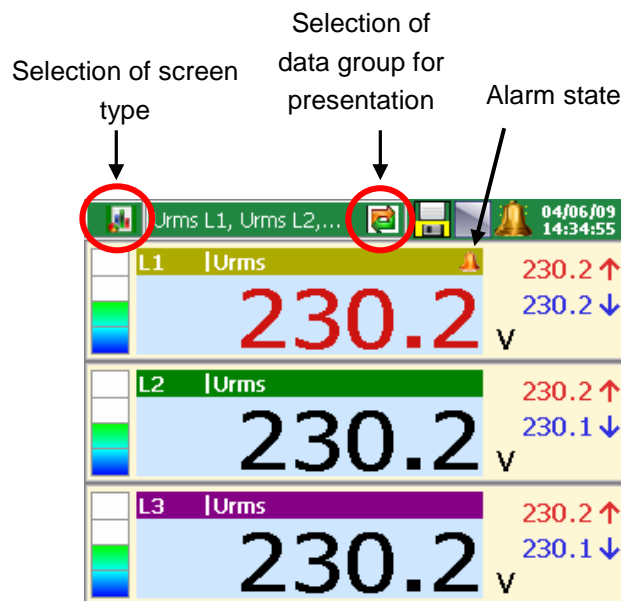 Selection of screen
type
Selection of
data group for
presentation
Alarm state
Urms L1, Urms L2,...
04/06/09
14:34:55
L1 |Urms
230.2 V
230.2 ↑
230.2 ↓
L2 |Urms
230.2 V
230.2 ↑
230.1 ↓
L3 |Urms
230.2 V
230.2 ↑
230.1 ↓